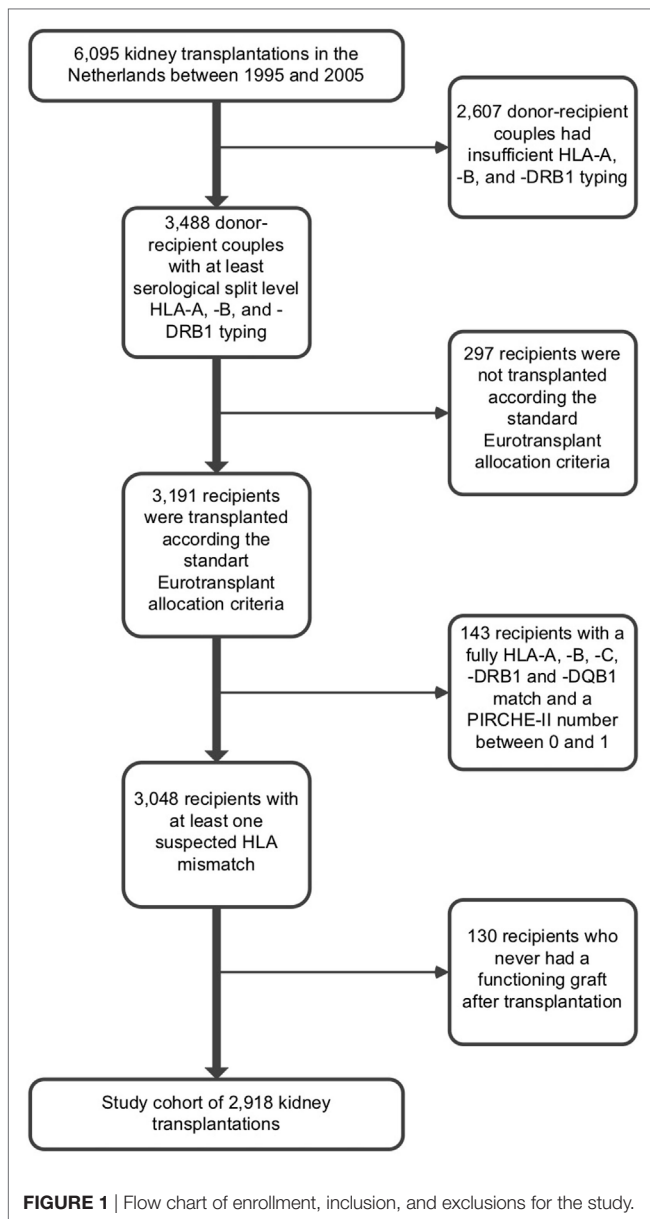 6,095 kidney transplantations in the
Netherlands between 1995 and 2005
2,607 donor-recipient
couples had
insufficient HLA-A,
-B, and -DRB1 typing
3,488 donor-
recipient couples
with at least
serological split level
HLA-A, -B, and -
DRB1 typing
297 recipients were
not transplanted
according the
standard
Eurotransplant
allocation criteria
3,191 recipients
were transplanted
according the
standart
Eurotransplant
allocation criteria
143 recipients with a
fully HLA-A, -B, -C,
-DRB1 and -DQB1
match and a
PIRCHE-II number
between 0 and 1
3,048 recipients with
at least one
suspected HLA
mismatch
130 recipients who
never had a
functioning graft
after transplantation
Study cohort of 2,918 kidney
transplantations
FIGURE 1 | Flow chart of enrollment, inclusion, and exclusions for the study.